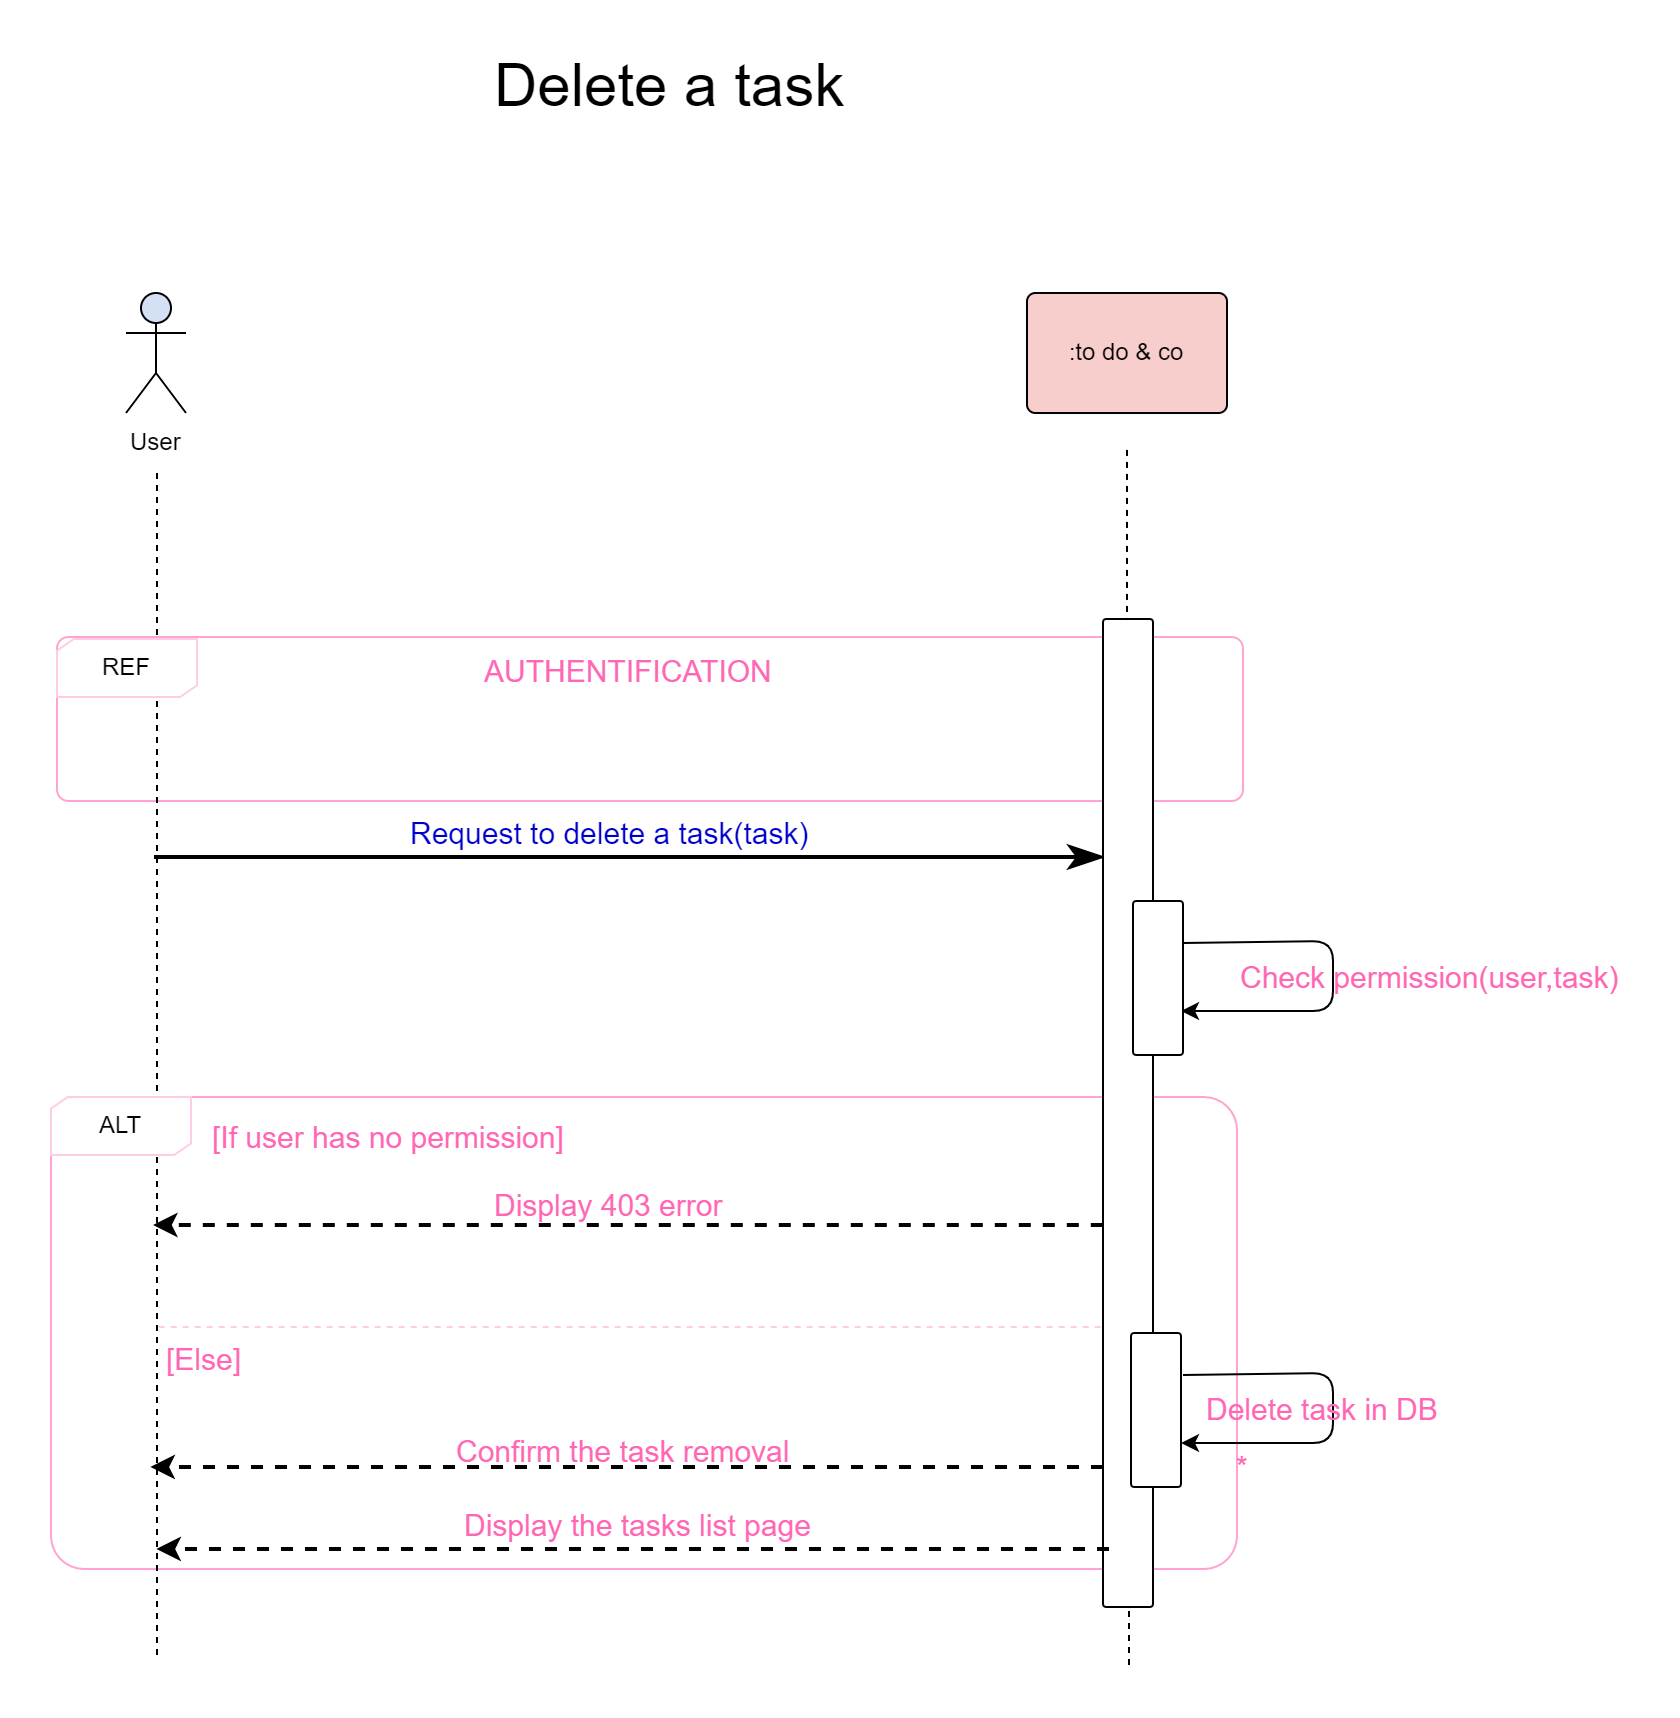 Delete a task
:to do & co
User
REF
AUTHENTIFICATION
Request to delete a task(task)
Check permission(user,task)
ALT
[If user has no permission]
Display 403 error
[Else]
Delete task in DB
Confirm the task removal
*
Display the tasks list page